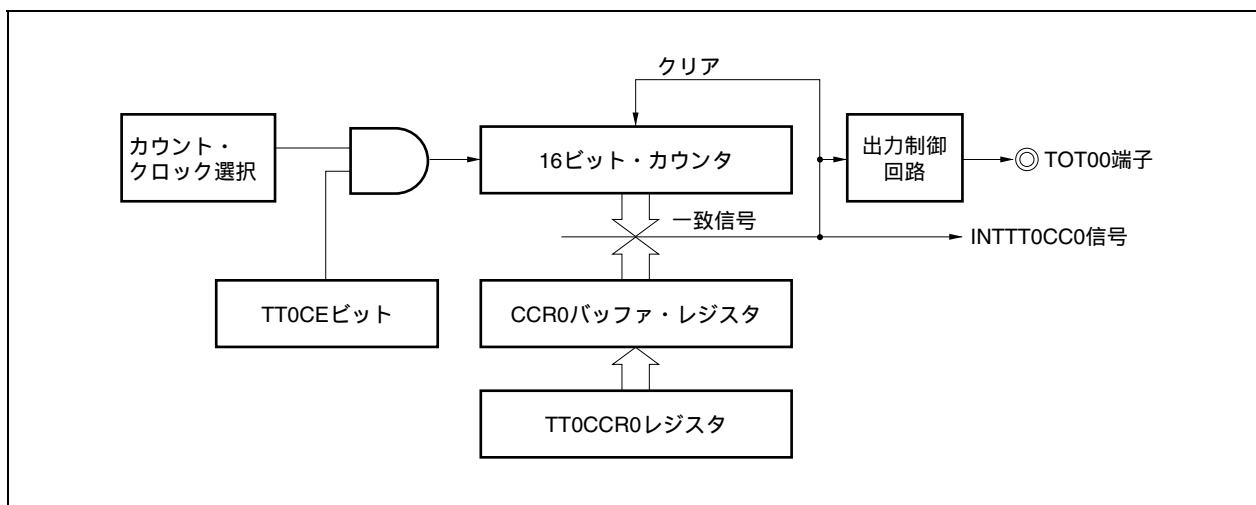 クリア
カウント・
クロック選択
16ビット・カウンタ
出力制御
回路
TOT00端子
一致信号
INTTT0CC0信号
TT0CEビット
CCR0バッファ・レジスタ
TT0CCR0レジスタ